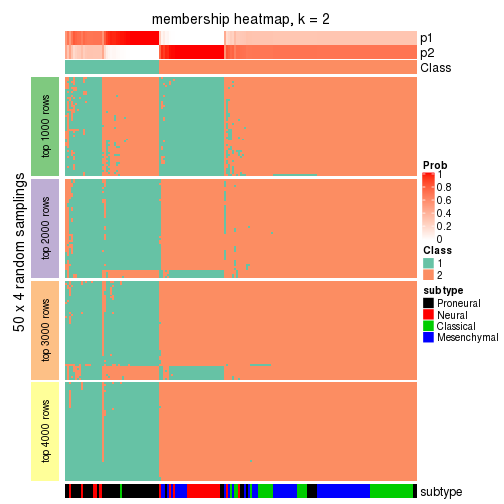 membership heatmap, k = 2
p1
p2
Class
50 x 4 random samplings
top 1000 rows
top 2000 rows
top 3000 rows
top 4000 rows
Prob
1
0.8
0.6
0.4
0.2
0
Class
1
2
subtype
Proneural
Neural
Classical
Mesenchymal
subtype